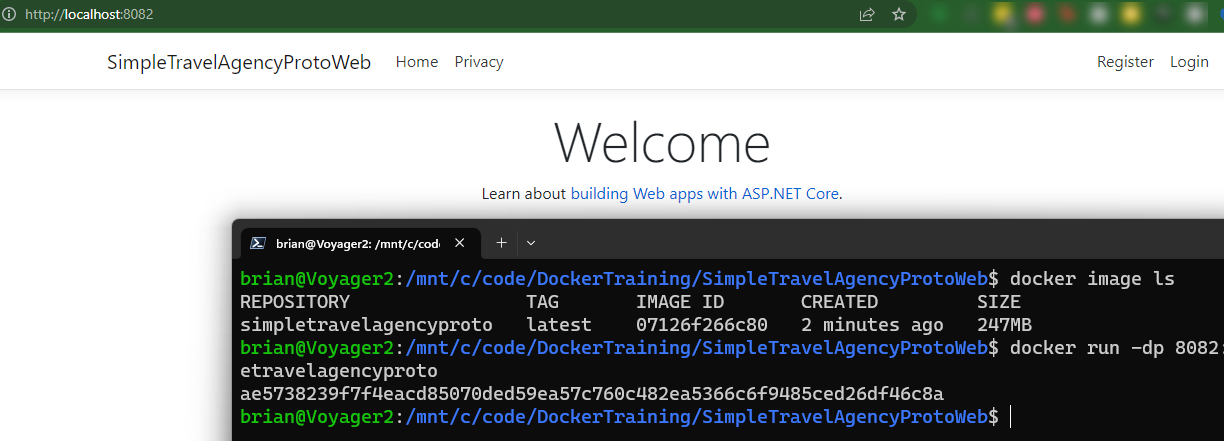 http://localhost:8082
SimpleTravelAgencyProtoWeb Home Privacy Register Login
Welcome
Learn about building Web apps with ASP.NET Core.
brian@Voyager2: /mnt/c/cod
brian@Voyager2:/mnt/c/code/DockerTraining/SimpleTravelAgencyProtoWeb$ docker image ls
REPOSITORY TAG IMAGE ID CREATED SIZE
simpletravelagencyproto latest 07126f266c80 2 minutes ago 247MB
brian@Voyager2:/mnt/c/code/DockerTraining/SimpleTravelAgencyProtoWeb$ docker run -dp 8082:
etravelagencyproto
ae5738239f7f4eacd85070ded59ea57c760c482ea5366c6f9485ced26df46c8a
brian@Voyager2:/mnt/c/code/DockerTraining/SimpleTravelAgencyProtoWeb$